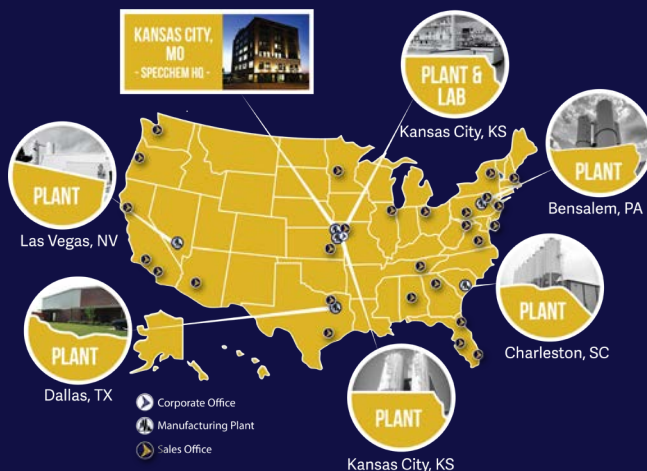 KANSAS CITY,
MO
- SPECCHEM HQ -
PLANT &
LAB
Kansas City, KS
PLANT
Las Vegas, NV
PLANT
Bensalem, PA
PLANT
Dallas, TX
PLANT
Charleston, SC
PLANT
Kansas City, KS
Corporate Office
Manufacturing Plant
Sales Office